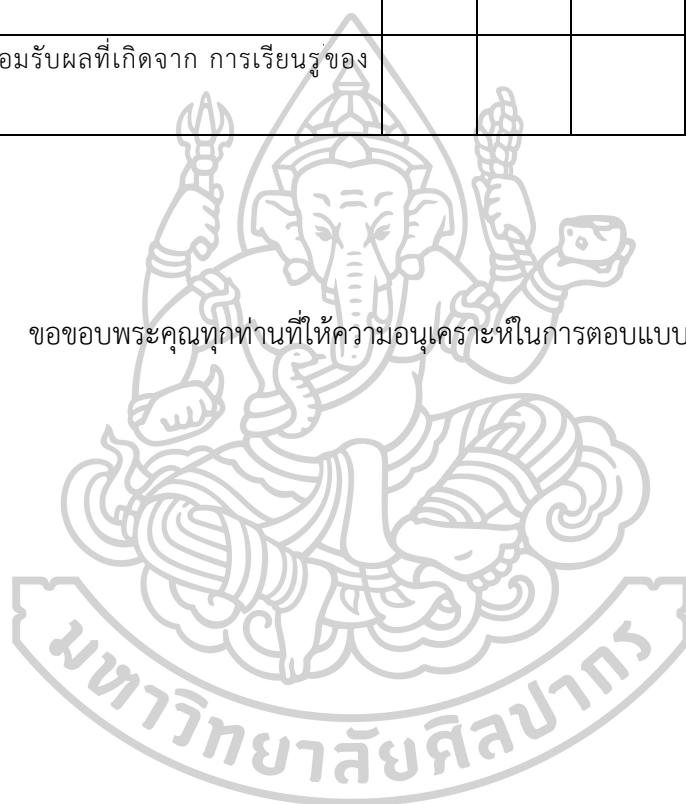 อมรับผลที่เกิดจาก การเรียนรู้ของ
ขอขอบพระคุณทุกท่านที่ให้ความอนุเคราะห์ในการตอบแบบ
มหาวิทยาลัยศิลปากร